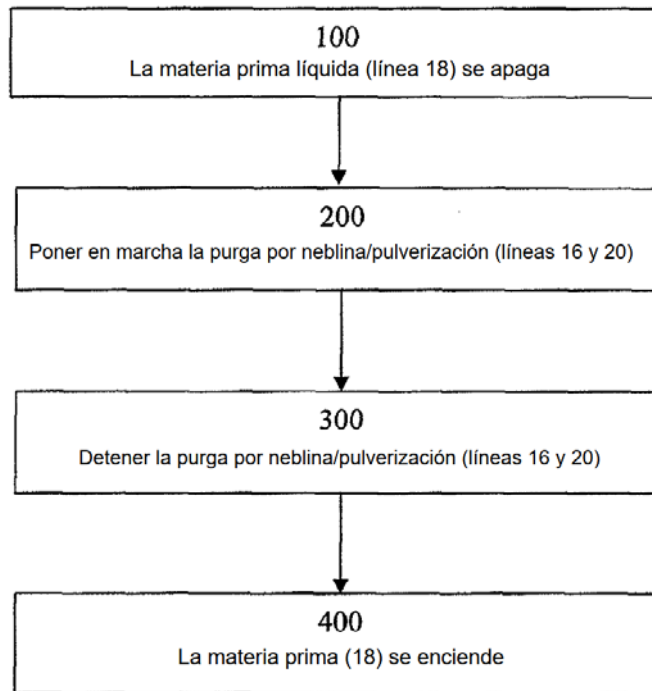 100
La materia prima líquida (línea 18) se apaga
200
Poner en marcha la purga por neblina/pulverización (líneas 16 y 20)
300
Detener la purga por neblina/pulverización (líneas 16 y 20)
400
La materia prima (18) se enciende